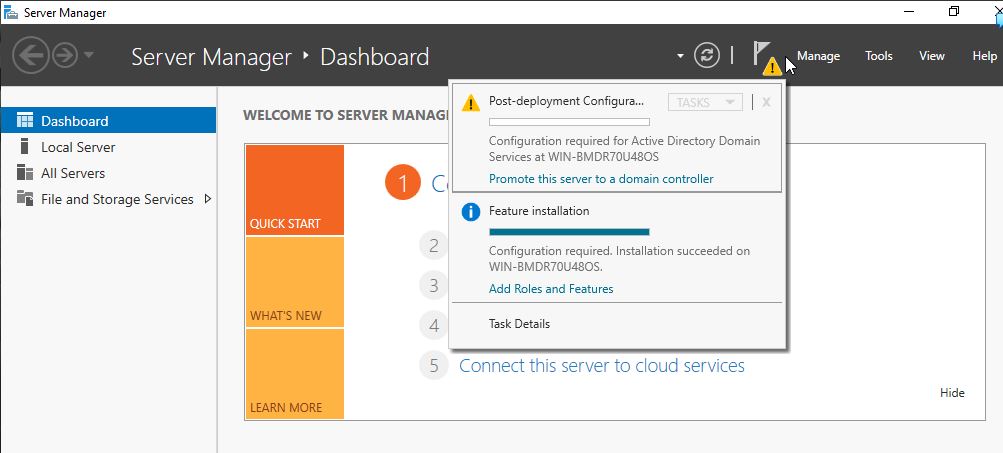 Server Manager
Server Manager • Dashboard
Manage Tools View Help
Dashboard
Local Server
All Servers
File and Storage Services
WELCOME TO SERVER MANAG
QUICK START
WHAT'S NEW
LEARN MORE
1
2
3
4
5 Connect this server to cloud services
Hide
Post-deployment Configura... TASKS X
Configuration required for Active Directory Domain
Services at WIN-BMDR70U48OS
Promote this server to a domain controller
Feature installation
Configuration required. Installation succeeded on
WIN-BMDR70U48OS.
Add Roles and Features
Task Details